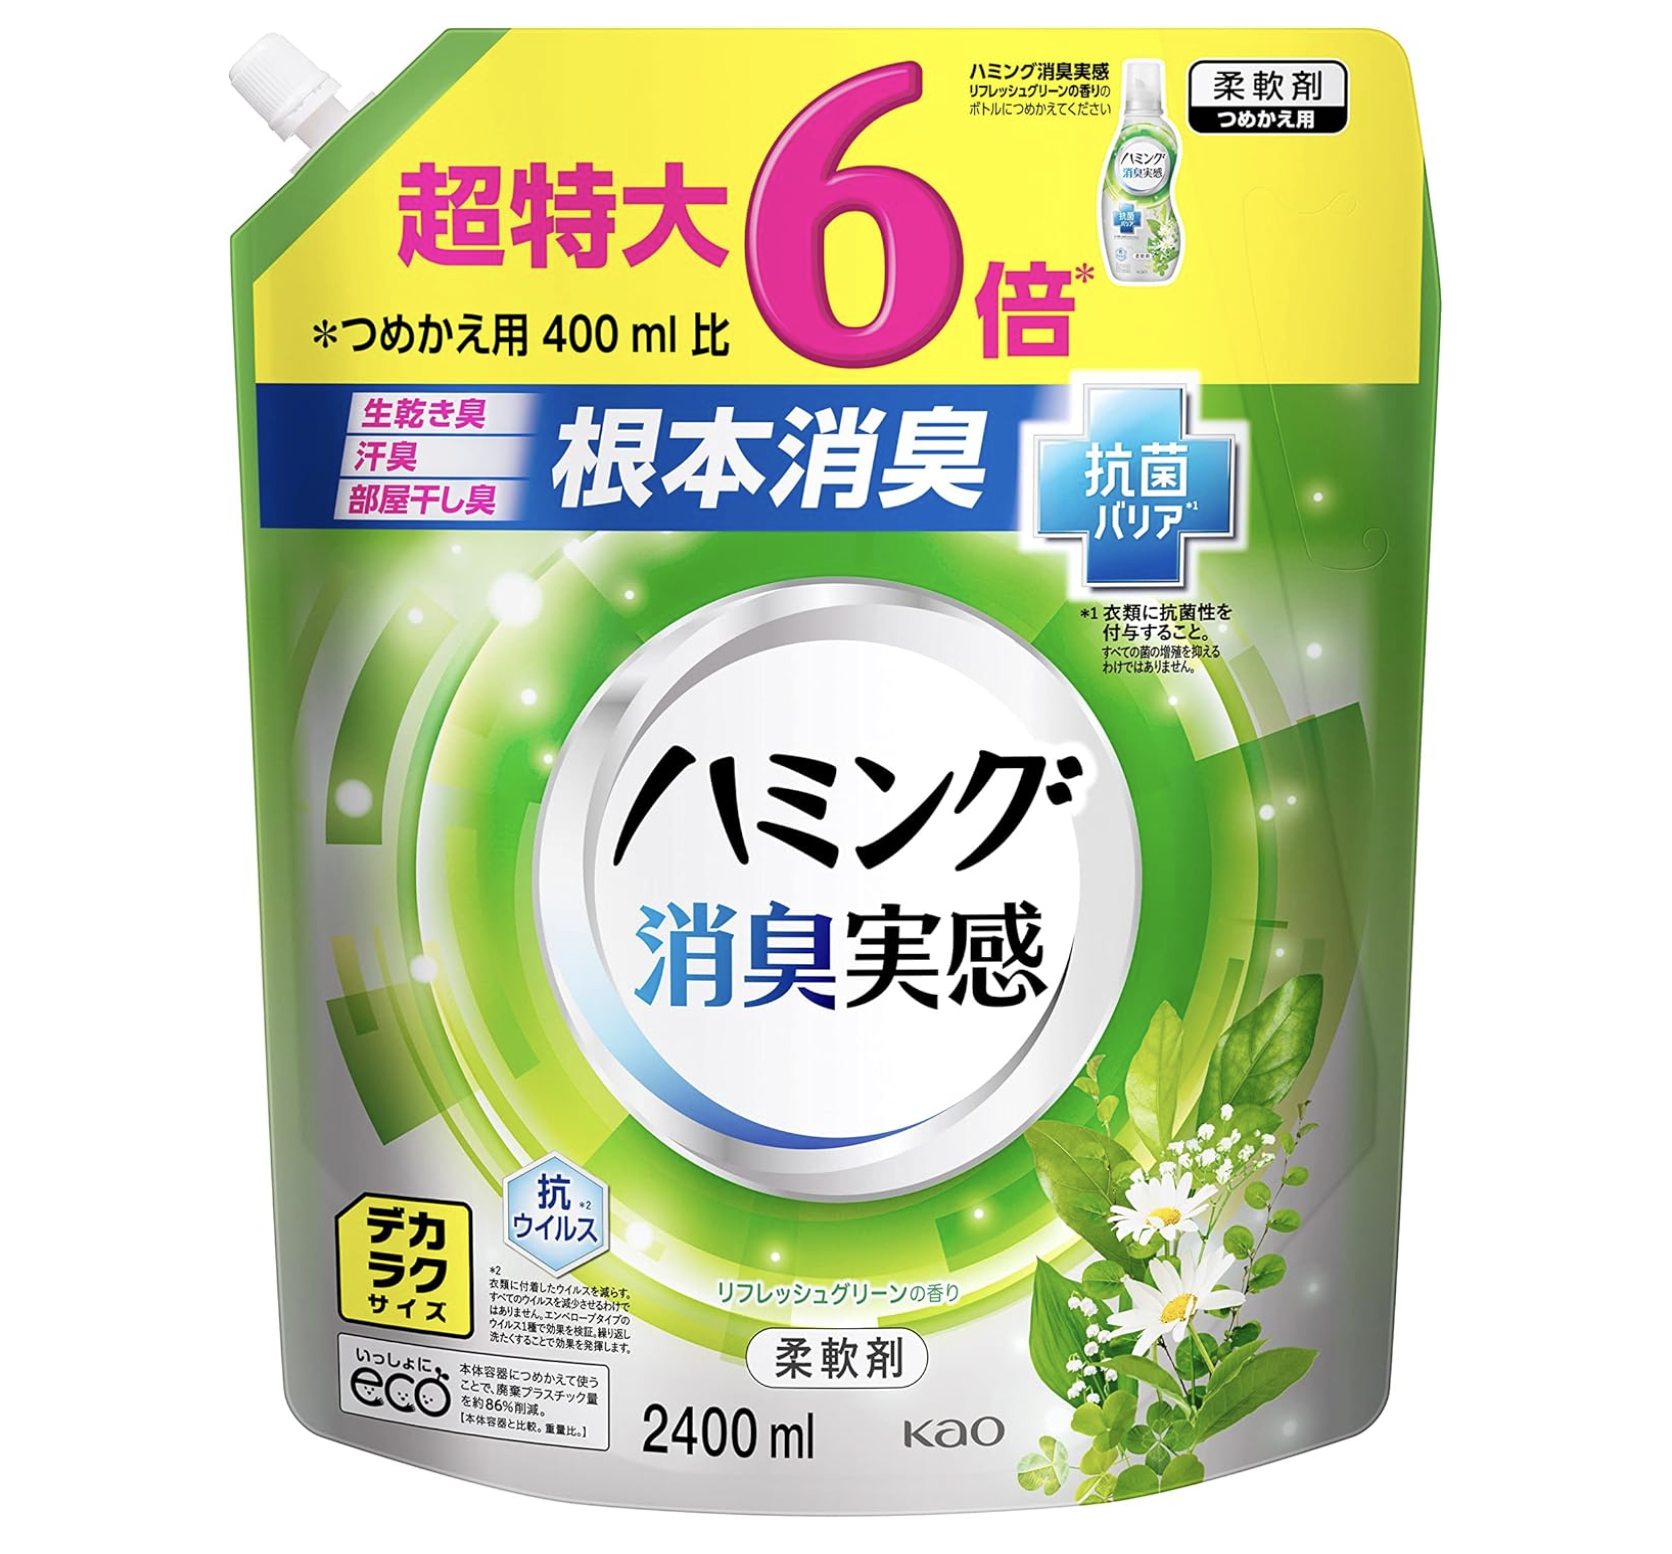 ハミング消臭実感
リフレッシュグリーンの香りの
ボトルにつめかえてください
柔軟剤
つめかえ用
ハミング
消臭実感
抗菌
バリア
超特大6倍*
*つめかえ用 400 ml 比
生乾き臭
汗臭
部屋干し臭
根本消臭
抗菌
バリア*1
*1 衣類に抗菌性を
付与すること。
すべての菌の増殖を抑える
わけではありません。
ハミング
消臭実感
抗*2
ウイルス
*2
衣類に付着したウイルスを減らす。
すべてのウイルスを減少させるわけで
はありません。エンベロープタイプの
ウイルス1種で効果を検証。繰り返し
洗たくすることで効果を発揮します。
デカ
ラク
サイズ
リフレッシュグリーンの香り
柔軟剤
いっしょに
eco
本体容器につめかえて使う
ことで、廃棄プラスチック量
を約86%削減。
[本体容器と比較。重量比。]
2400 ml
Kao